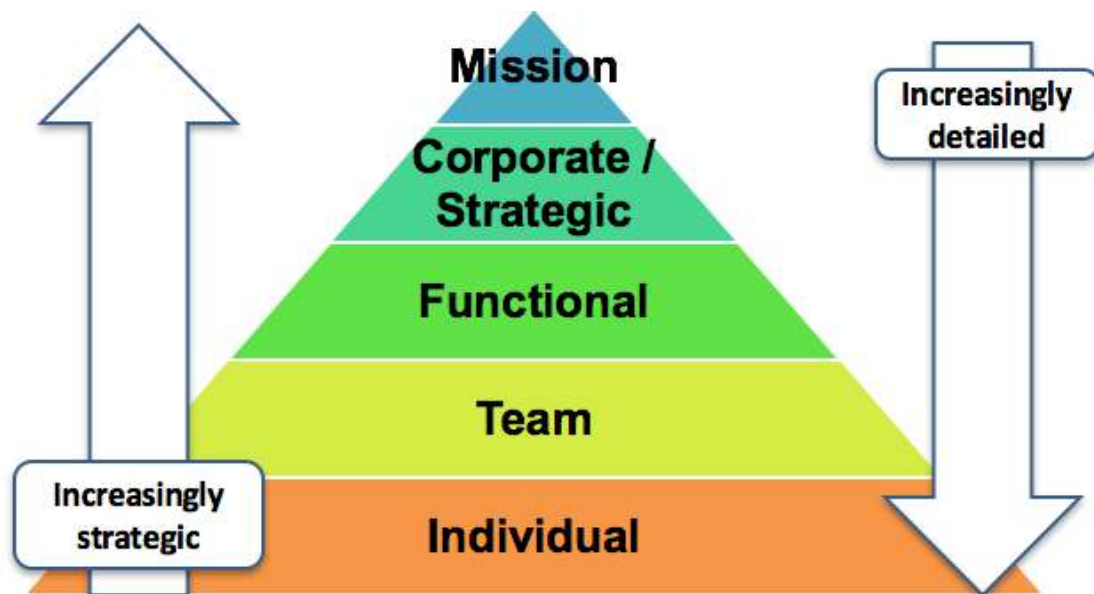 Mission
Increasingly
detailed
Corporate /
Strategic
Functional
Team
Increasingly
strategic
Individual